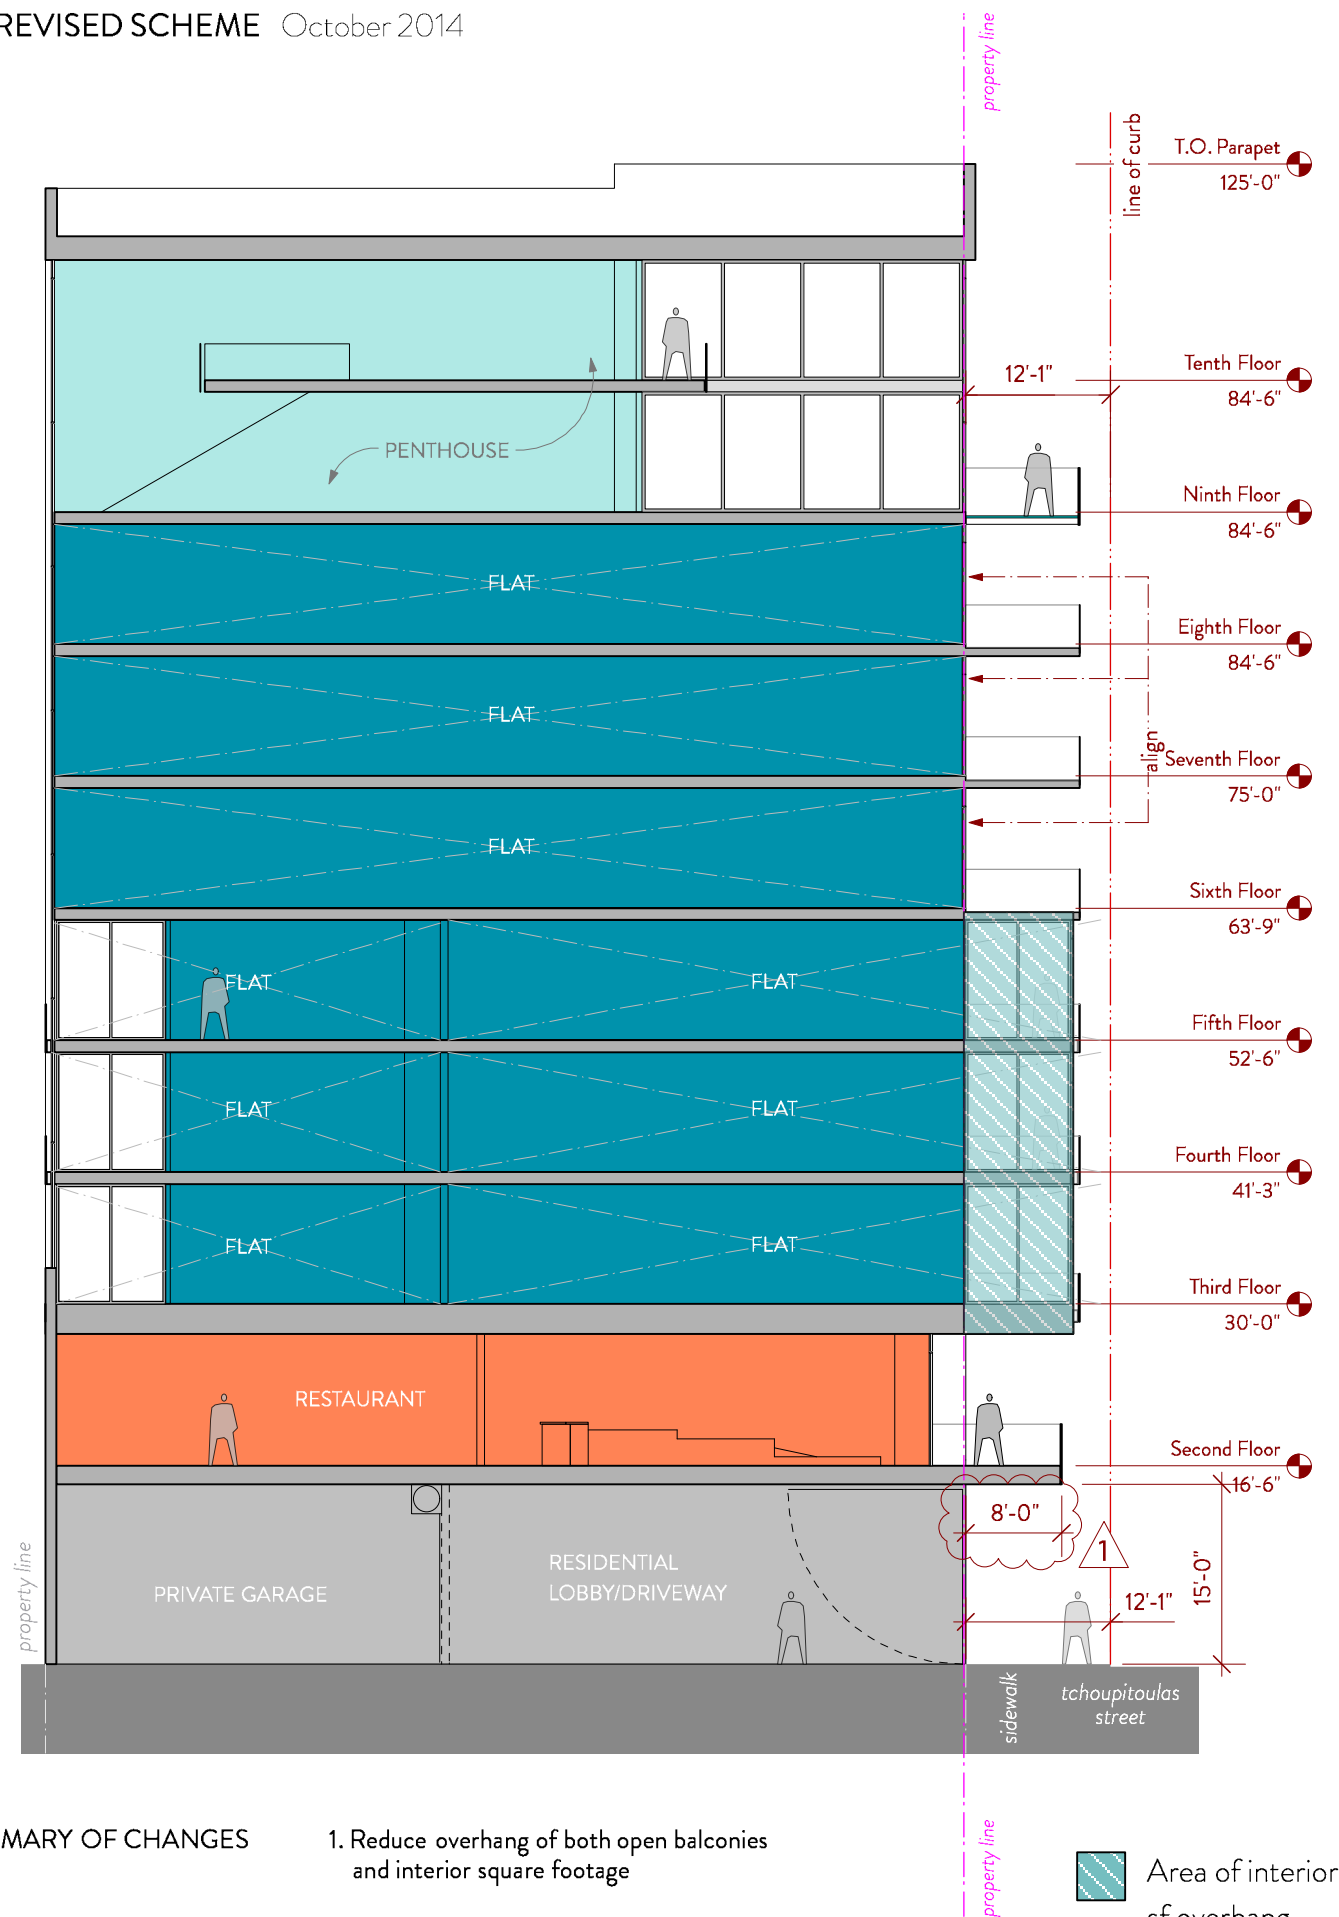 REVISED SCHEME October 2014
property line
line of curb
T.O. Parapet
125'-0"
Tenth Floor
84'-6"
12'-1"
PENTHOUSE
Ninth Floor
84'-6"
FLAT
Eighth Floor
84'-6"
FLAT
align
Seventh Floor
75'-0"
FLAT
Sixth Floor
63'-9"
FLAT
FLAT
Fifth Floor
52'-6"
FLAT
FLAT
Fourth Floor
41'-3"
FLAT
FLAT
Third Floor
30'-0"
RESTAURANT
Second Floor
16'-6"
8'-0"
1
15'-0"
property line
PRIVATE GARAGE
RESIDENTIAL
LOBBY/DRIVEWAY
12'-1"
sidewalk
tchoupitoulas
street
MARY OF CHANGES
1. Reduce overhang of both open balconies
and interior square footage
property line
Area of interior
sf overhang